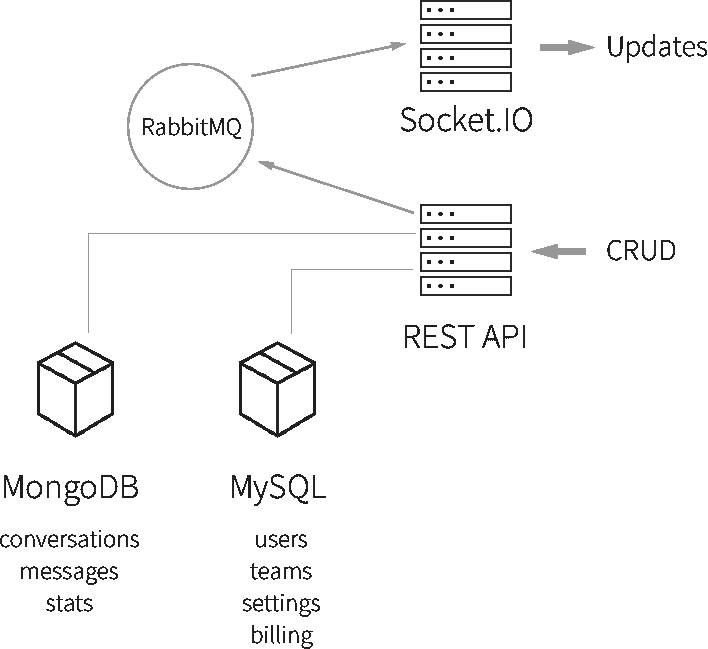 Updates
Socket.IO
RabbitMQ
CRUD
REST API
MongoDB
conversations
messages
stats
MySQL
users
teams
settings
billing